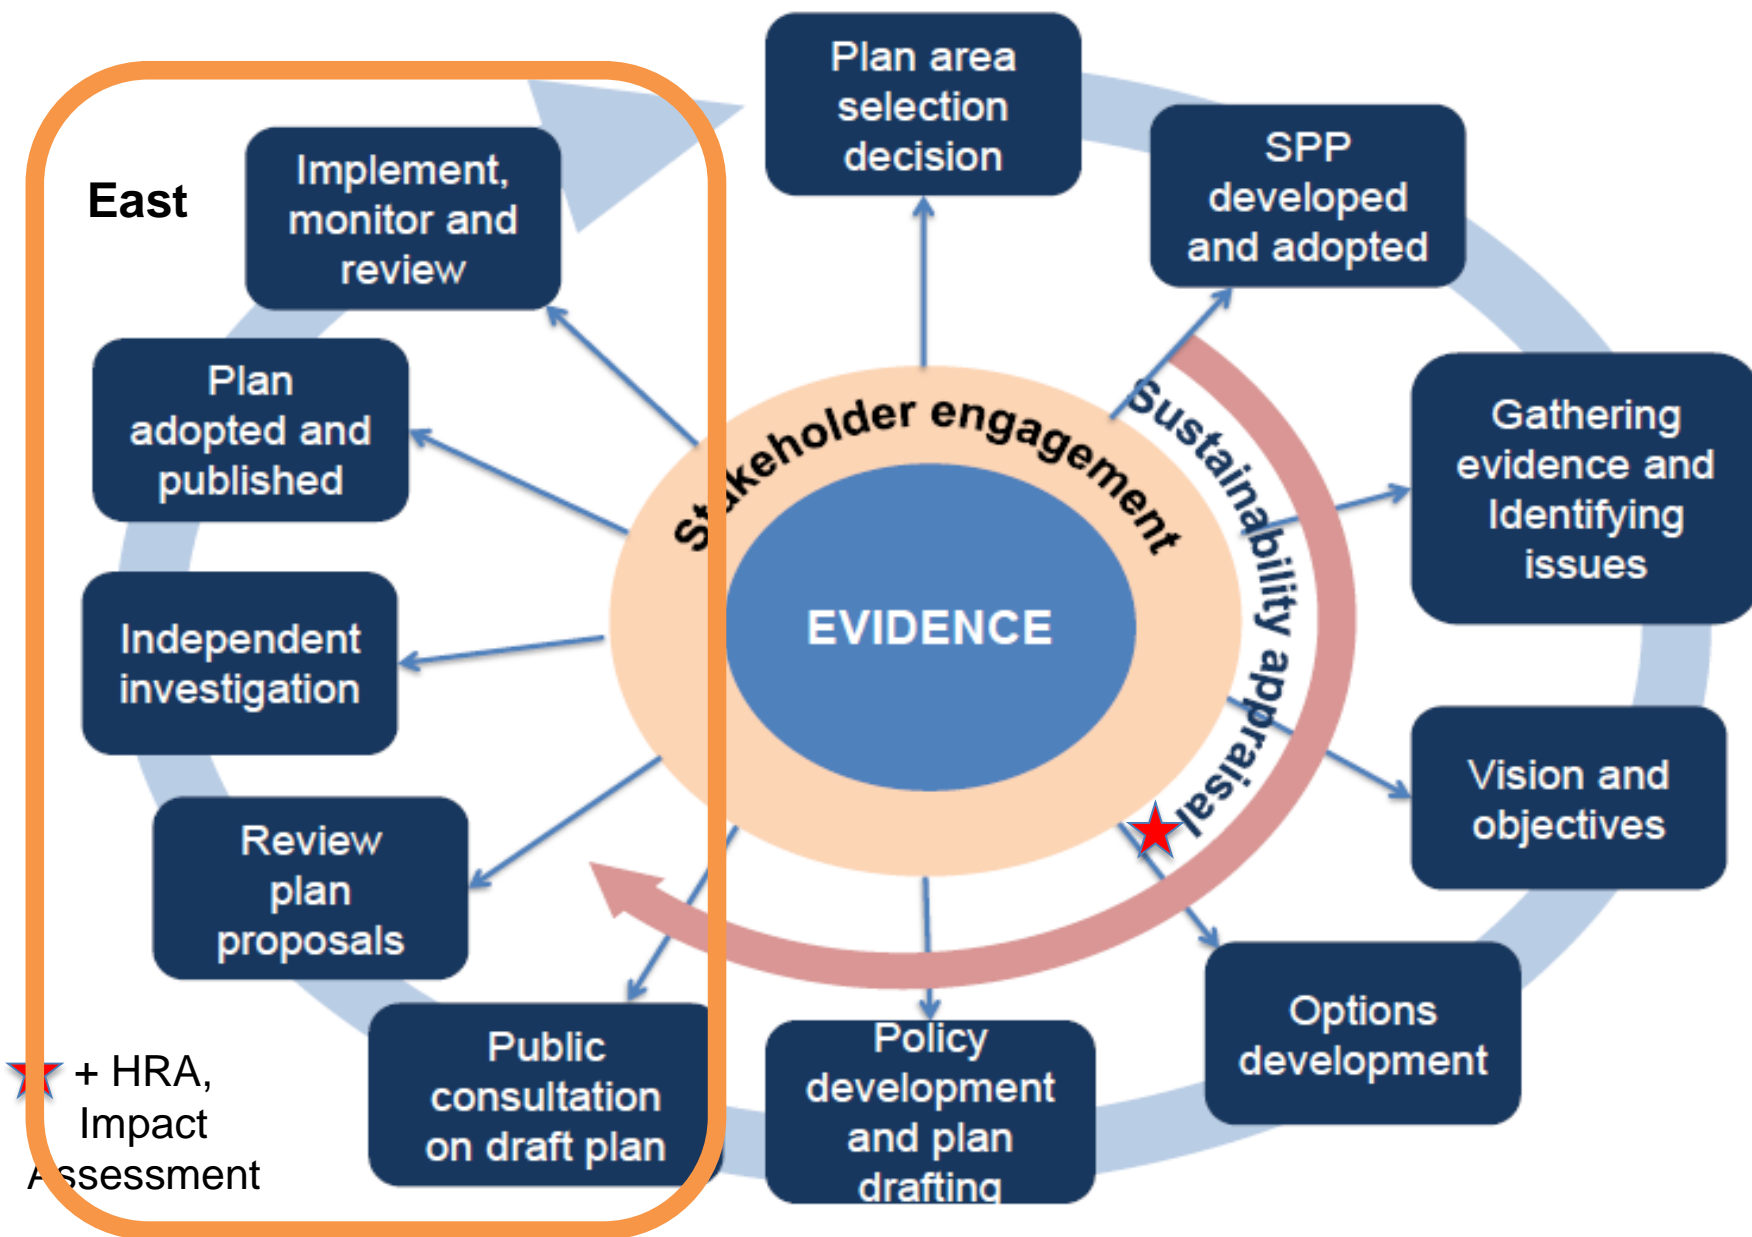 Plan area
selection
decision
SPP
developed
and adopted
Gathering
evidence and
Identifying
issues
Vision and
objectives
Options
development
Policy
development
and plan
drafting
Public
consultation
on draft plan
Review
plan
proposals
Independent
investigation
Plan
adopted and
published
Implement,
monitor and
review
East
Stakeholder engagement
Sustainability appraisal
EVIDENCE
+ HRA,
Impact
Assessment